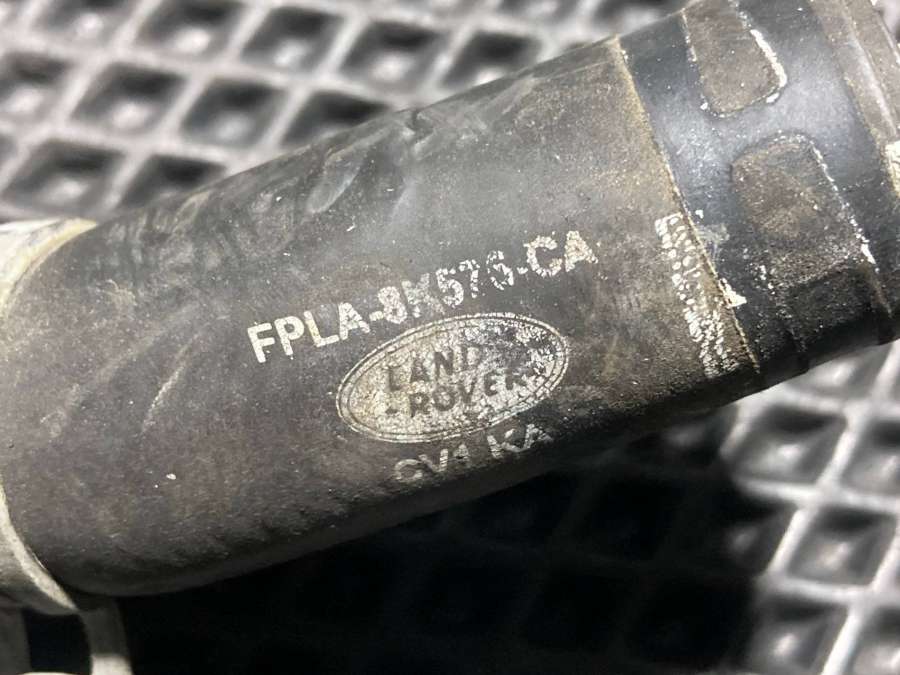 FPLA-8K576-CA
LAND
-ROVER
CV4 KA